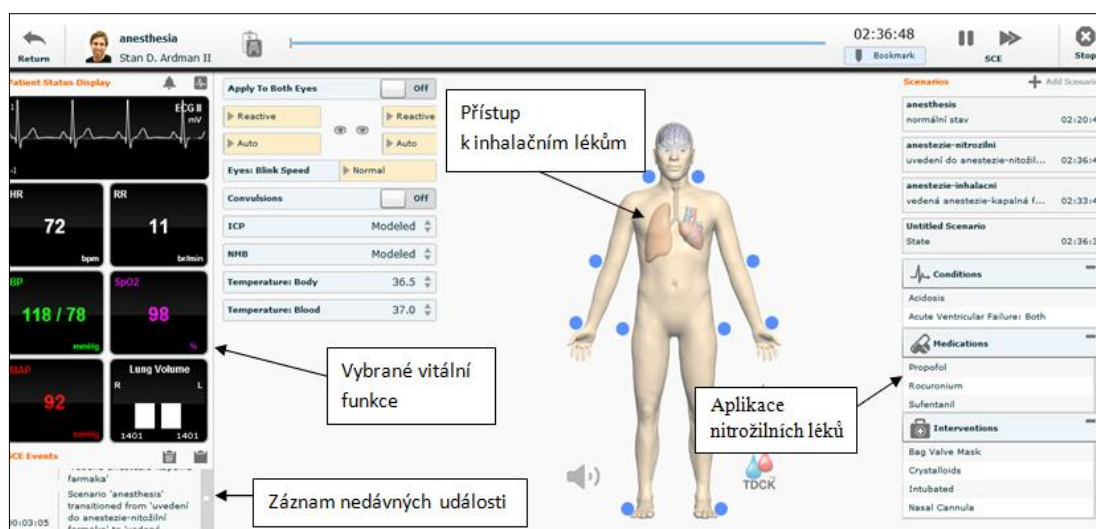 Return
anesthesia
Stan D. Ardman II
02:36:48
Bookmark
SCE
Stop
Patient Status Display
ECG II
mV
-1
HR
72
bpm
RR
11
br/min
BP
118 / 78
mmHg
SpO2
98
%
MAP
92
mmHg
Lung Volume
R
L
1401
1401
SCE Events
farmaka'
Scenario 'anesthesia'
transitioned from 'uvedení
do anestezie-nitožilní
00:03:05
Apply To Both Eyes
Off
Reactive
Reactive
Auto
Auto
Eyes: Blink Speed
Normal
Convulsions
Off
ICP
Modeled
NMB
Modeled
Temperature: Body
36.5
Temperature: Blood
37.0
Přístup
k inhalačním lékům
Vybrané vitální
funkce
Záznam nedávných události
Aplikace
nitrožilních léků
TDCK
Scenarios
Add Scenario
anesthesis
normální stav
02:20:4
anestezie-nitrozilni
uvedení do anestezie-nitožil...
02:36:4
anestezie-inhalacni
vedená anestezie-kapalná f...
02:33:4
Untitled Scenario
State
02:36:3
Conditions
Acidosis
Acute Ventricular Failure: Both
Medications
Propofol
Rocuronium
Sufentanil
Interventions
Bag Valve Mask
Crystalloids
Intubated
Nasal Cannula